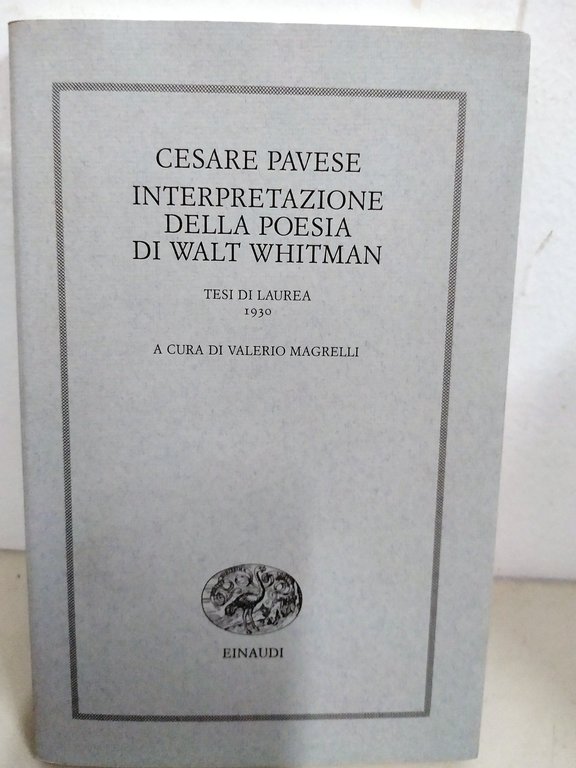 CESARE PAVESE
INTERPRETAZIONE
DELLA POESIA
DI WALT WHITMAN
TESI DI LAUREA
1930
A CURA DI VALERIO MAGRELLI
EINAUDI